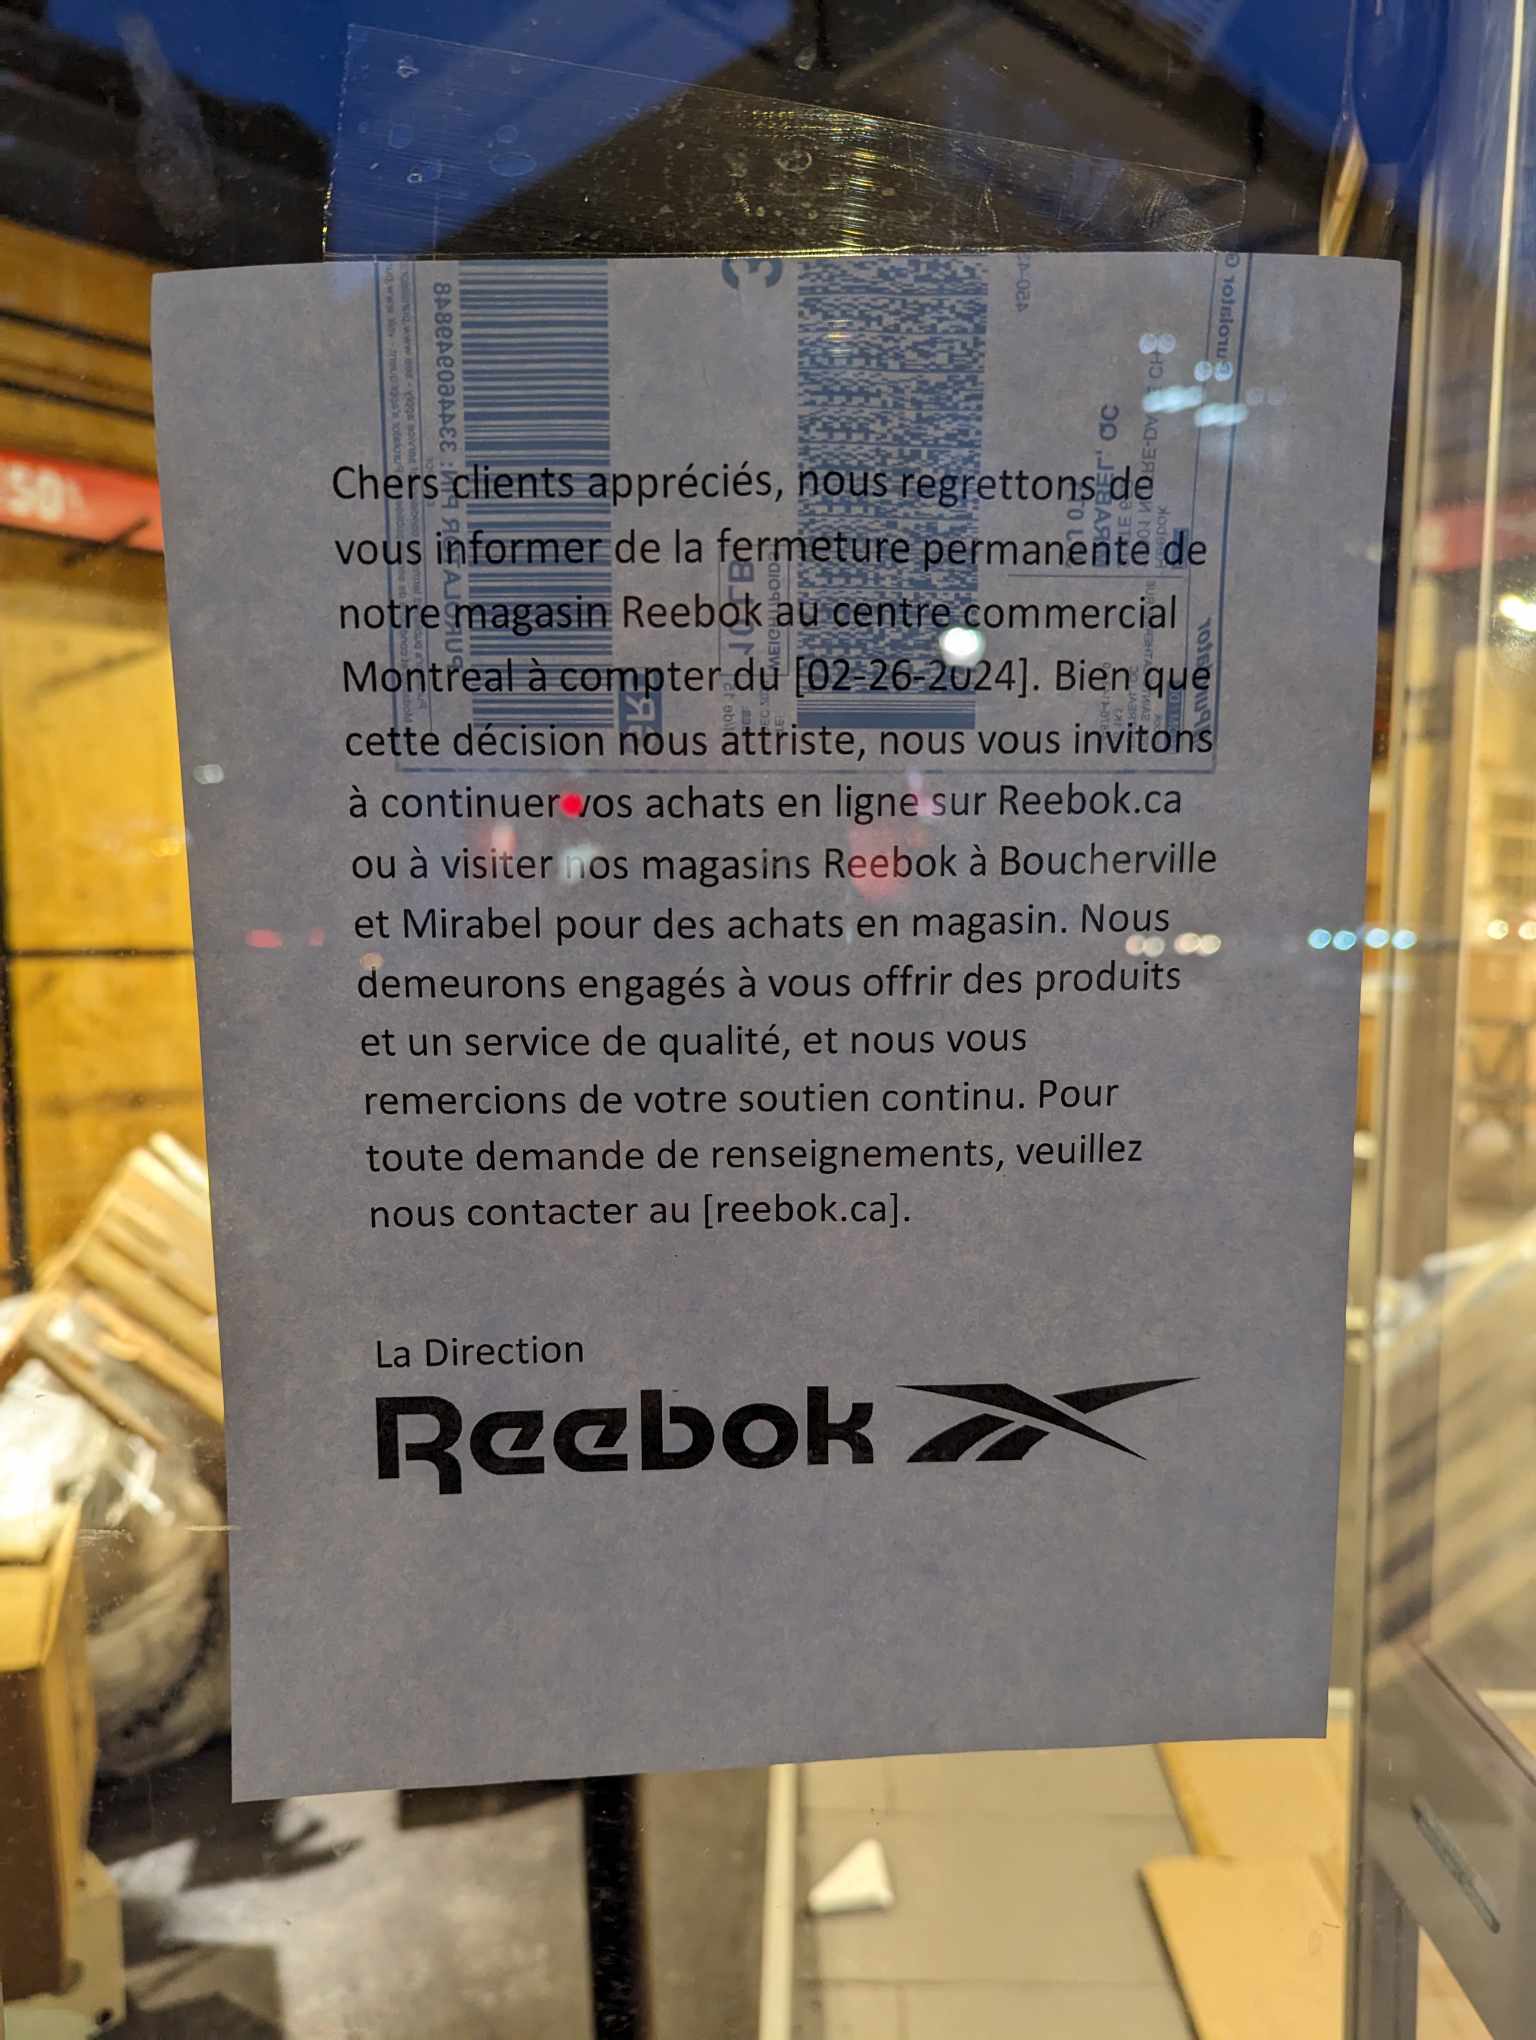 Chers clients appréciés, nous regrettons de
vous informer de la fermeture permanente de
notre magasin Reebok au centre commercial
Montreal à compter du [02-26-2024]. Bien que
cette décision nous attriste, nous vous invitons
à continuer vos achats en ligne sur Reebok.ca
ou à visiter nos magasins Reebok à Boucherville
et Mirabel pour des achats en magasin. Nous
demeurons engagés à vous offrir des produits
et un service de qualité, et nous vous
remercions de votre soutien continu. Pour
toute demande de renseignements, veuillez
nous contacter au [reebok.ca].
La Direction
Reebok
50%